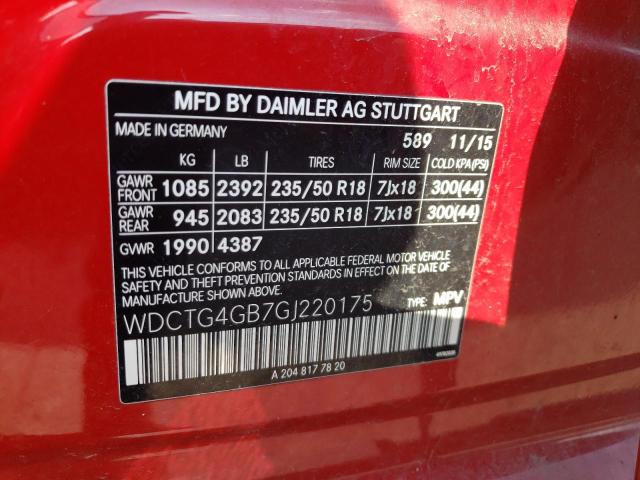 MFD BY DAIMLER AG STUTTGART
MADE IN GERMANY 589 11/15
KG LB TIRES RIM SIZE COLD KPA(PSI)
GAWR FRONT 1085 2392 235/50 R18 7Jx18 300(44)
GAWR REAR 945 2083 235/50 R18 7Jx18 300(44)
GVWR 1990 4387
THIS VEHICLE CONFORMS TO ALL APPLICABLE FEDERAL MOTOR VEHICLE
SAFETY AND THEFT PREVENTION STANDARDS IN EFFECT ON THE DATE OF
MANUFACTURE SHOWN ABOVE.
WDCTG4GB7GJ220175 TYPE: MPV
A 204 817 78 20